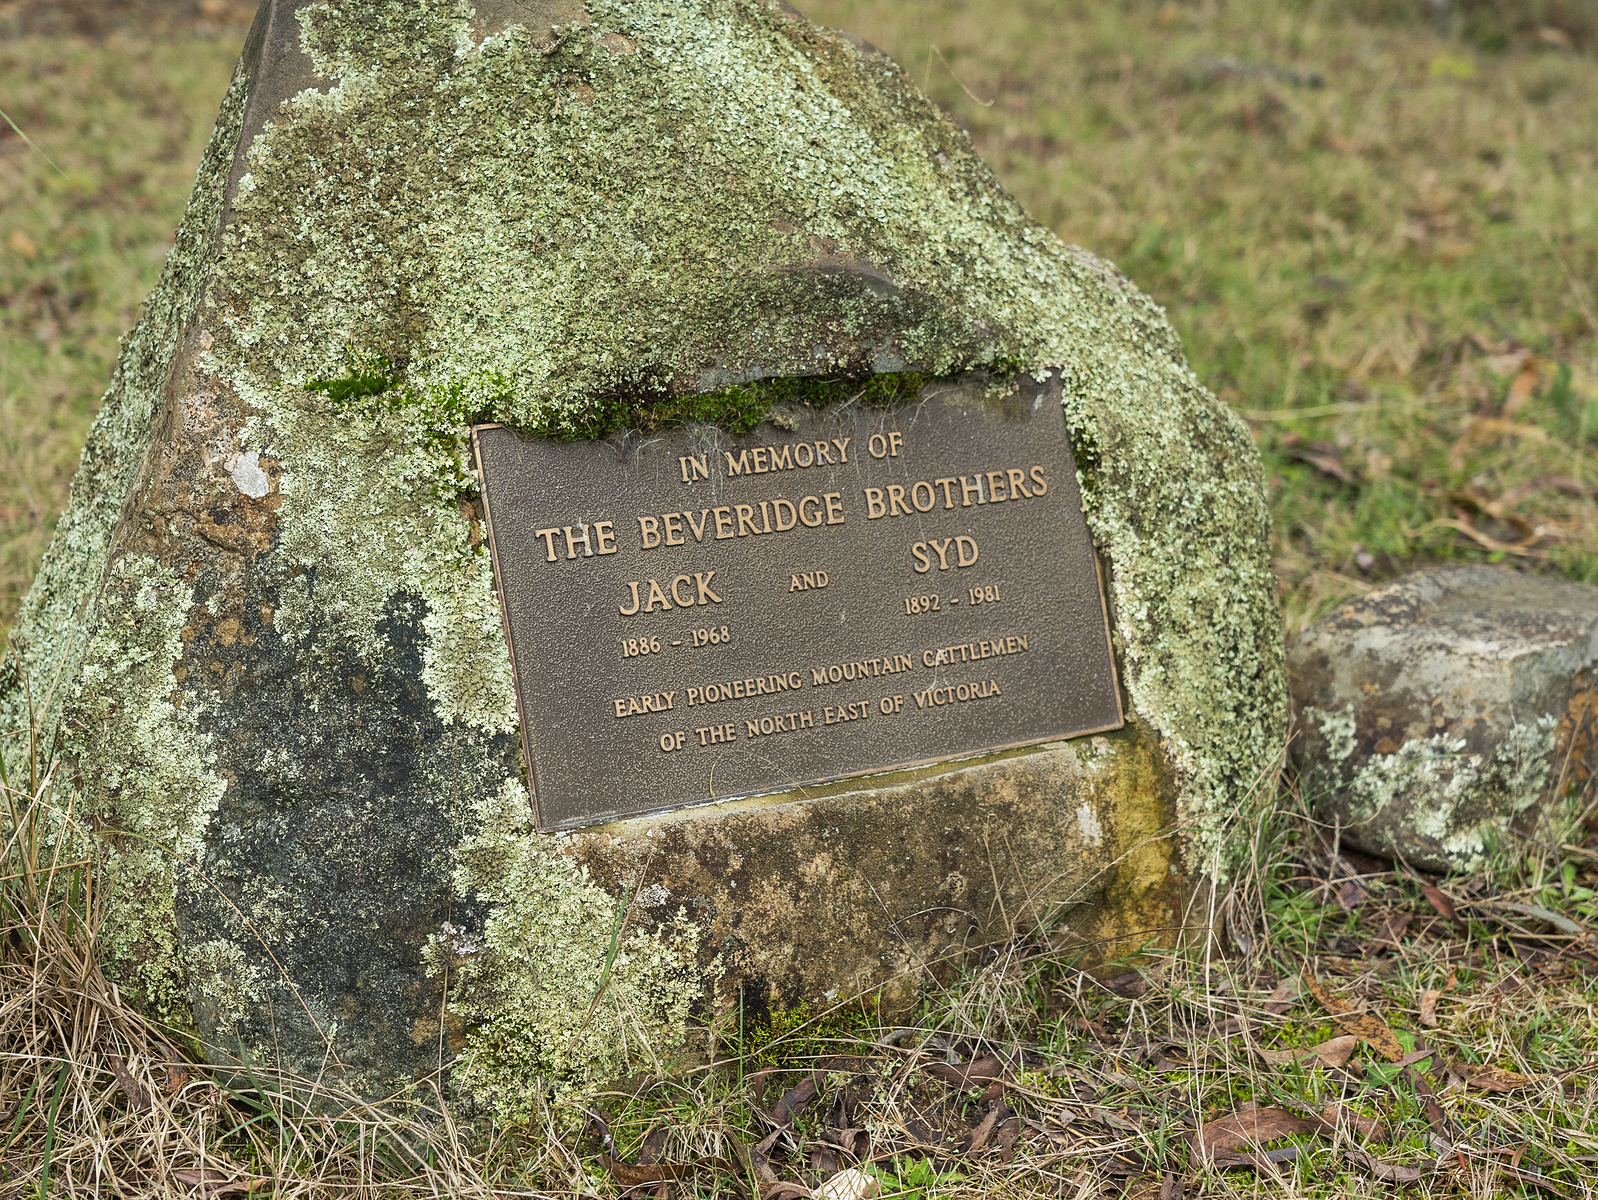 IN MEMORY OF
THE BEVERIDGE BROTHERS
JACK AND SYD
1886 - 1968 1892 - 1981
EARLY PIONEERING MOUNTAIN CATTLEMEN
OF THE NORTH EAST OF VICTORIA